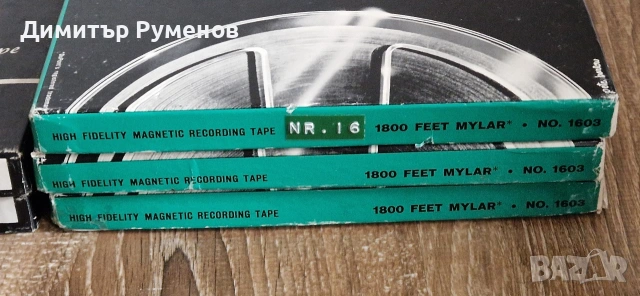 Димитър Руменов
HIGH FIDELITY MAGNETIC RECORDING TAPE NR. 16 1800 FEET MYLAR* • NO. 1603
HIGH FIDELITY MAGNETIC RECORDING TAPE 1800 FEET MYLAR* • NO. 1603
HIGH FIDELITY MAGNETIC RECORDING TAPE 1800 FEET MYLAR* • NO. 1603
BAZAR